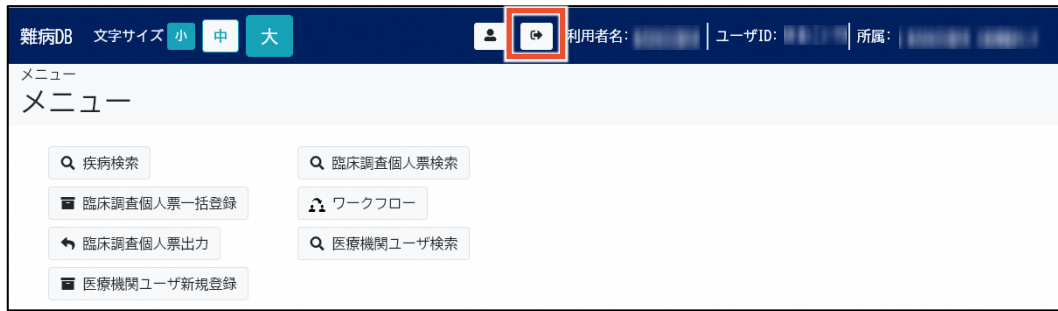 難病DB 文字サイズ 小 中 大 利用者名: ユーザID: 所属:
メニュー
メニュー
疾病検索 臨床調査個人票検索
臨床調査個人票一括登録 ワークフロー
臨床調査個人票出力 医療機関ユーザ検索
医療機関ユーザ新規登録